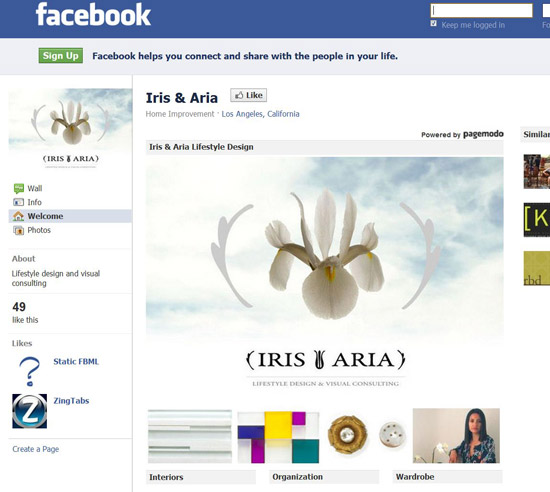 facebook
Keep me logged in
Fo
Sign Up
Facebook helps you connect and share with the people in your life.
(IRIS ARIA)
Wall
Info
Welcome
Photos
About
Lifestyle design and visual
consulting
49
like this
Likes
Static FBML
ZingTabs
Create a Page
Iris & Aria
Like
Home Improvement · Los Angeles, California
Powered by pagemodo
Iris & Aria Lifestyle Design
(IRIS ARIA)
LIFESTYLE DESIGN & VISUAL CONSULTING
Interiors
Organization
Wardrobe
Similar
[K
rbd